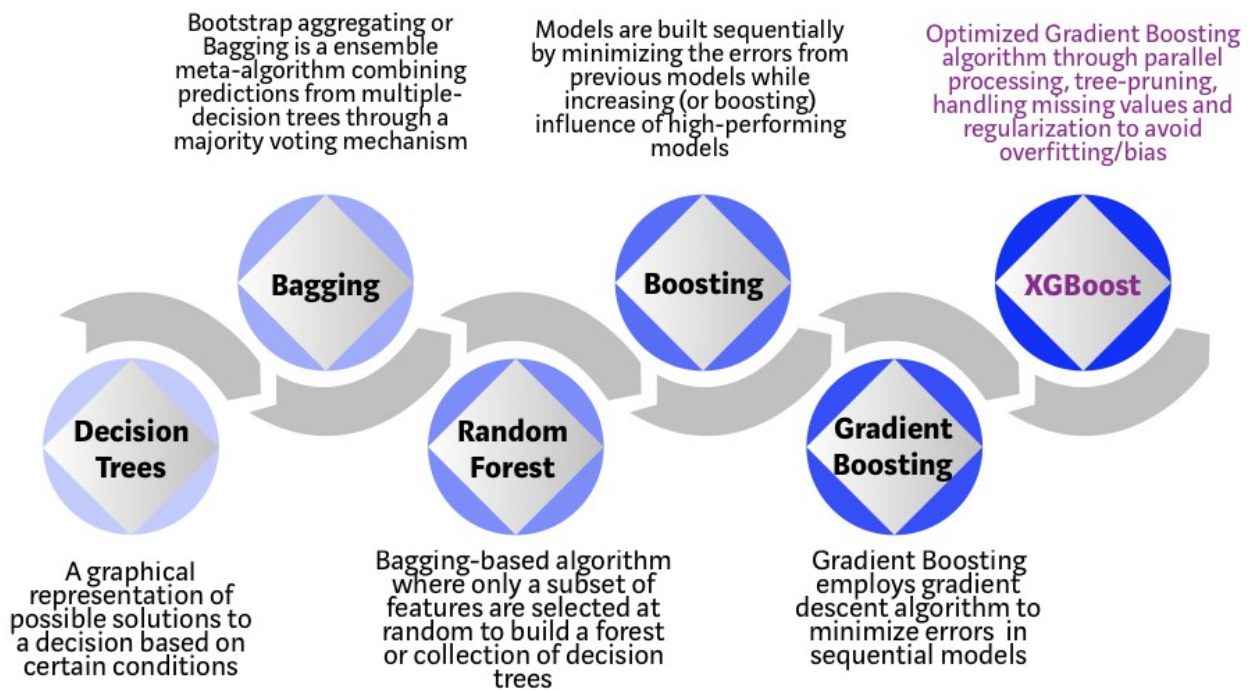 Bootstrap aggregating or
Bagging is a ensemble
meta-algorithm combining
predictions from multiple-
decision trees through a
majority voting mechanism
Models are built sequentially
by minimizing the errors from
previous models while
increasing (or boosting)
influence of high-performing
models
Optimized Gradient Boosting
algorithm through parallel
processing, tree-pruning,
handling missing values and
regularization to avoid
overfitting/bias
Bagging
Boosting
XGBoost
Decision
Trees
Random
Forest
Gradient
Boosting
A graphical
representation of
possible solutions to
a decision based on
certain conditions
Bagging-based algorithm
where only a subset of
features are selected at
random to build a forest
or collection of decision
trees
Gradient Boosting
employs gradient
descent algorithm to
minimize errors in
sequential models